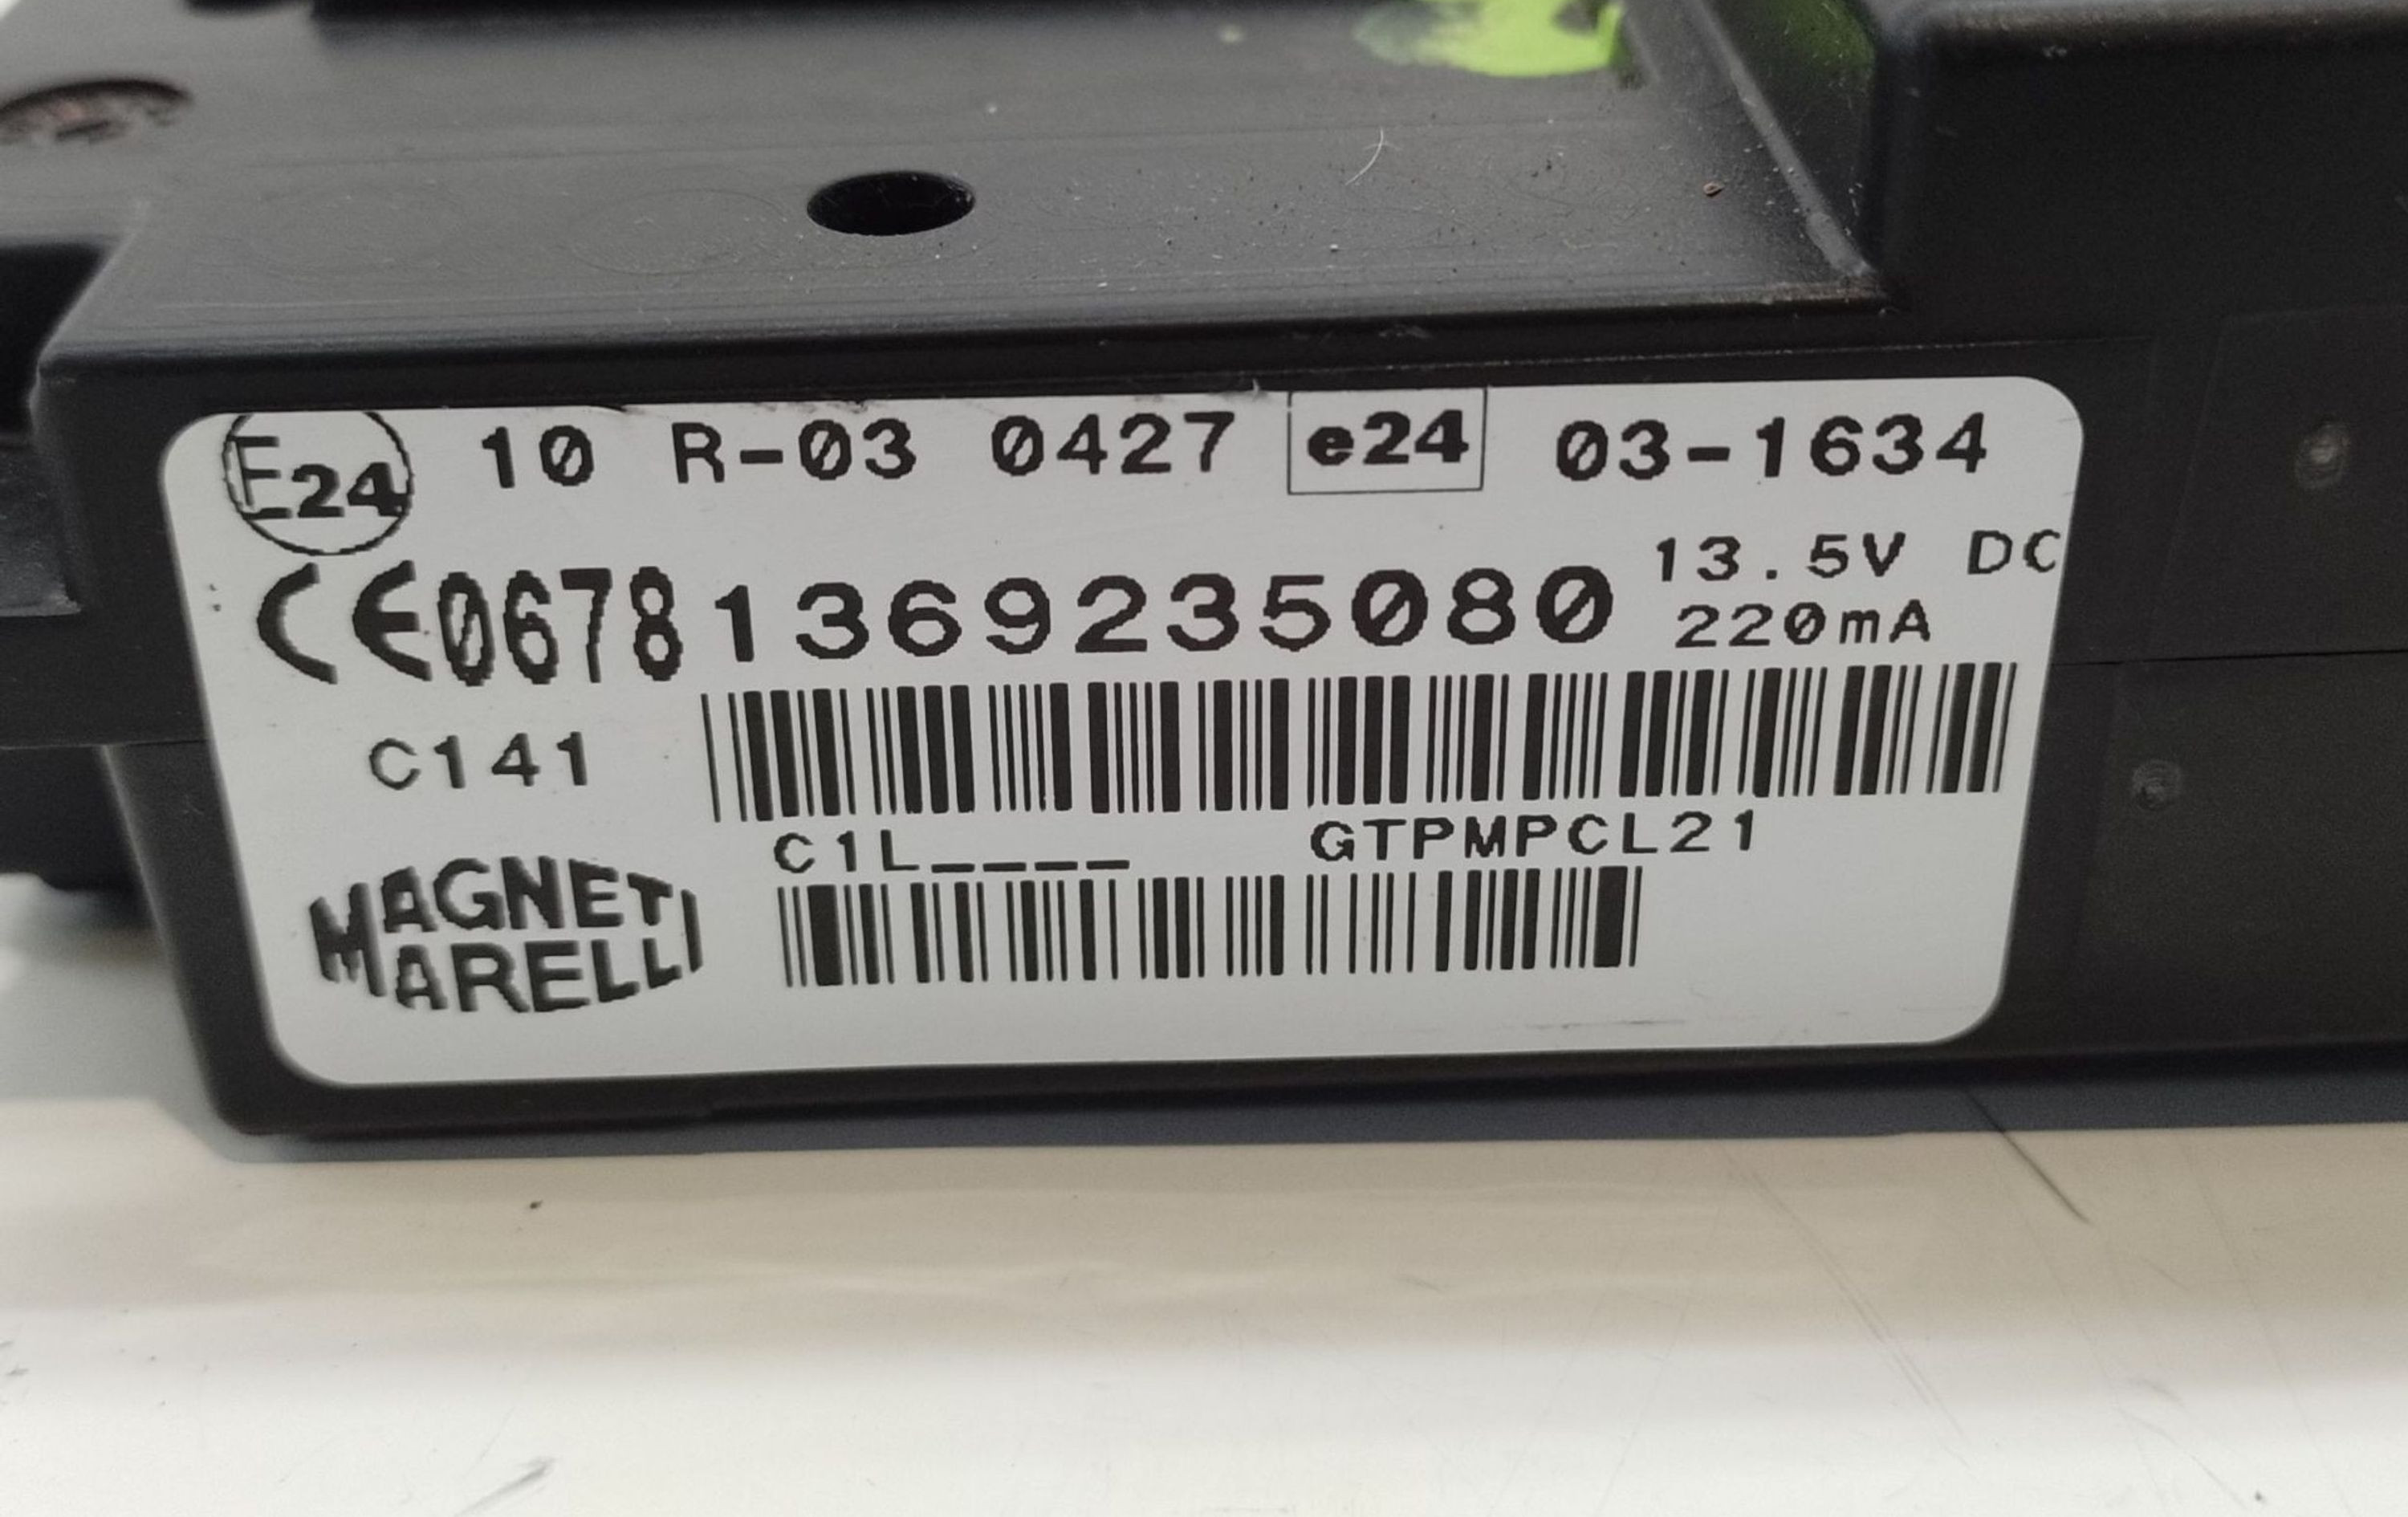 E24 10 R-03 0427 e24 03-1634
CE0678 1369235080 13.5V DC
220mA
C141
C1L____ GTPMPCL21
MAGNETI
MARELLI